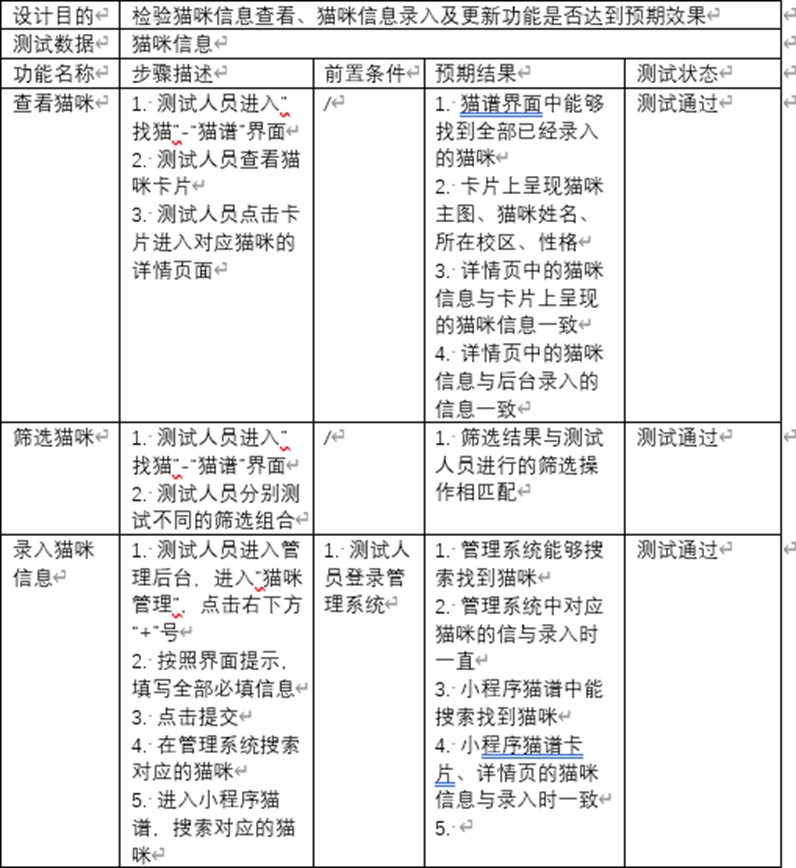 设计目的 检验猫咪信息查看、猫咪信息录入及更新功能是否达到预期效果
测试数据 猫咪信息
功能名称 步骤描述 前置条件 预期结果 测试状态
查看猫咪
1. 测试人员进入”
找猫”-“猫谱”界面
2. 测试人员查看猫
咪卡片
3. 测试人员点击卡
片进入对应猫咪的
详情页面
/
1. 猫谱界面中能够
找到全部已经录入
的猫咪
2. 卡片上呈现猫咪
主图、猫咪姓名、
所在校区、性格
3. 详情页中的猫咪
信息与卡片上呈现
的猫咪信息一致
4. 详情页中的猫咪
信息与后台录入的
信息一致
测试通过
筛选猫咪
1. 测试人员进入”
找猫”-“猫谱”界面
2. 测试人员分别测
试不同的筛选组合
/
1. 筛选结果与测试
人员进行的筛选操
作相匹配
测试通过
录入猫咪
信息
1. 测试人员进入管
理后台，进入”猫咪
管理”，点击右下方
“+”号
2. 按照界面提示，
填写全部必填信息
3. 点击提交
4. 在管理系统搜索
对应的猫咪
5. 进入小程序猫
谱，搜索对应的猫
咪
1. 测试人
员登录管
理系统
1. 管理系统能够搜
索找到猫咪
2. 管理系统中对应
猫咪的信与录入时
一直
3. 小程序猫谱中能
搜索找到猫咪
4. 小程序猫谱卡
片、详情页的猫咪
信息与录入时一致
5.
测试通过